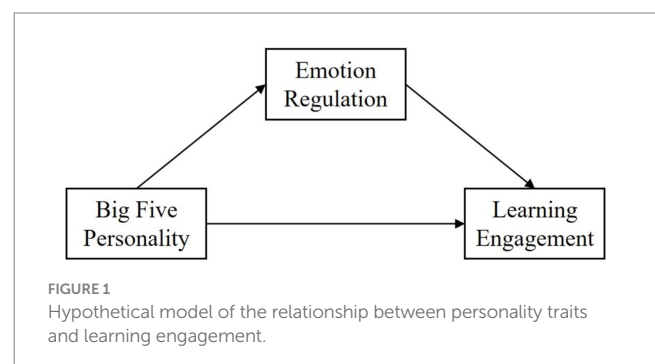 Emotion
Regulation
Big Five
Personality
Learning
Engagement
FIGURE 1
Hypothetical model of the relationship between personality traits
and learning engagement.